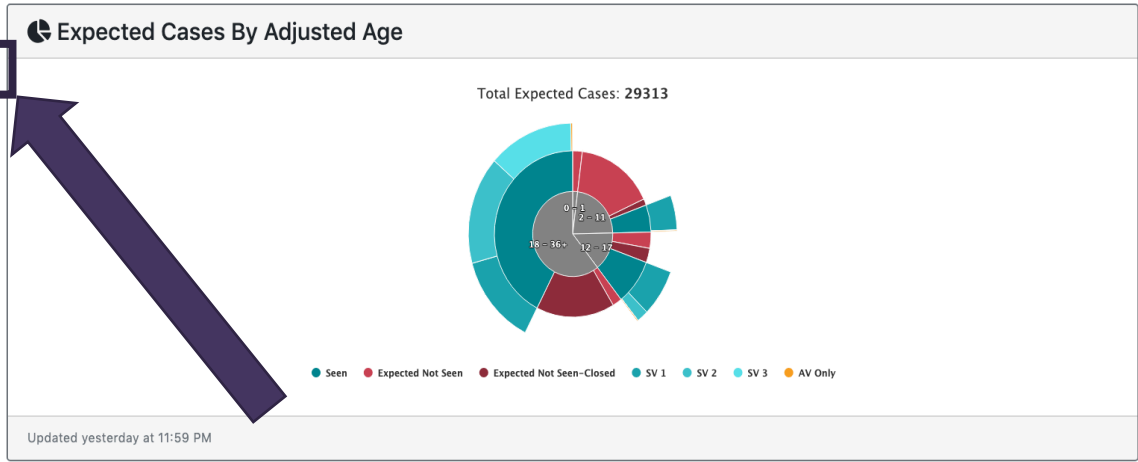 Expected Cases By Adjusted Age
Total Expected Cases: 29313
0 - 1
2 - 11
18 - 36+
12 - 17
Seen
Expected Not Seen
Expected Not Seen-Closed
SV 1
SV 2
SV 3
AV Only
Updated yesterday at 11:59 PM